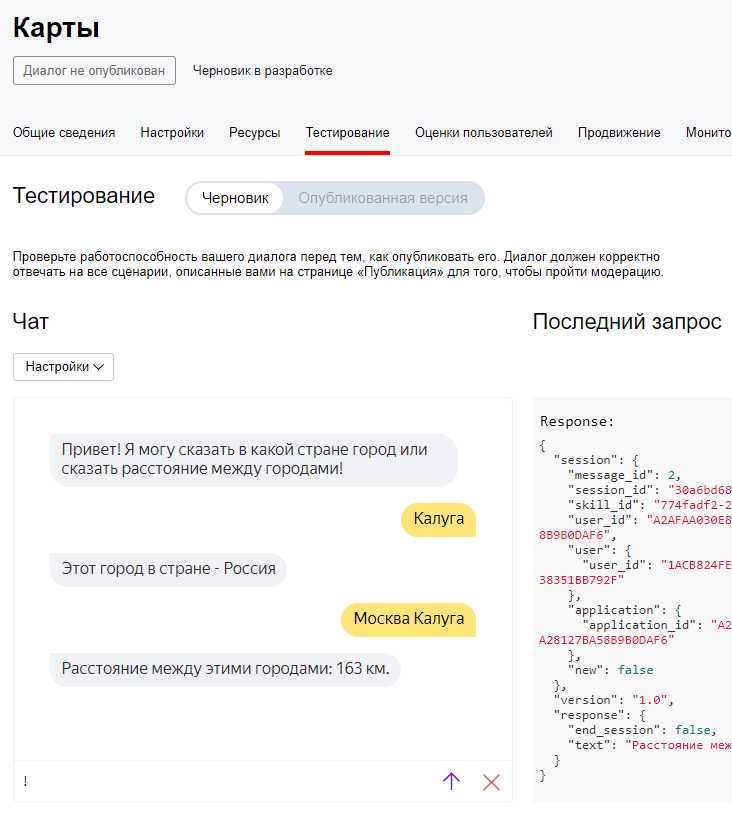 Карты
Диалог не опубликован Черновик в разработке
Общие сведения Настройки Ресурсы Тестирование Оценки пользователей Продвижение Монито
Тестирование Черновик Опубликованная версия
Проверьте работоспособность вашего диалога перед тем, как опубликовать его. Диалог должен корректно
отвечать на все сценарии, описанные вами на странице «Публикация» для того, чтобы пройти модерацию.
Чат
Настройки
Привет! Я могу сказать в какой стране город или
сказать расстояние между городами!
Калуга
Этот город в стране - Россия
Москва Калуга
Расстояние между этими городами: 163 км.
!
Последний запрос
Response:
{
"session": {
"message_id": 2,
"session_id": "30a6bd68
"skill_id": "774fadf2-2
"user_id": "A2AFAA030E8
8B9B0DAF6",
"user": {
"user_id": "1ACB824FE
38351BB792F"
},
"application": {
"application_id": "A2
A28127BA58B9B0DAF6"
},
"new": false
},
"version": "1.0",
"response": {
"end_session": false,
"text": "Расстояние меж
}
}